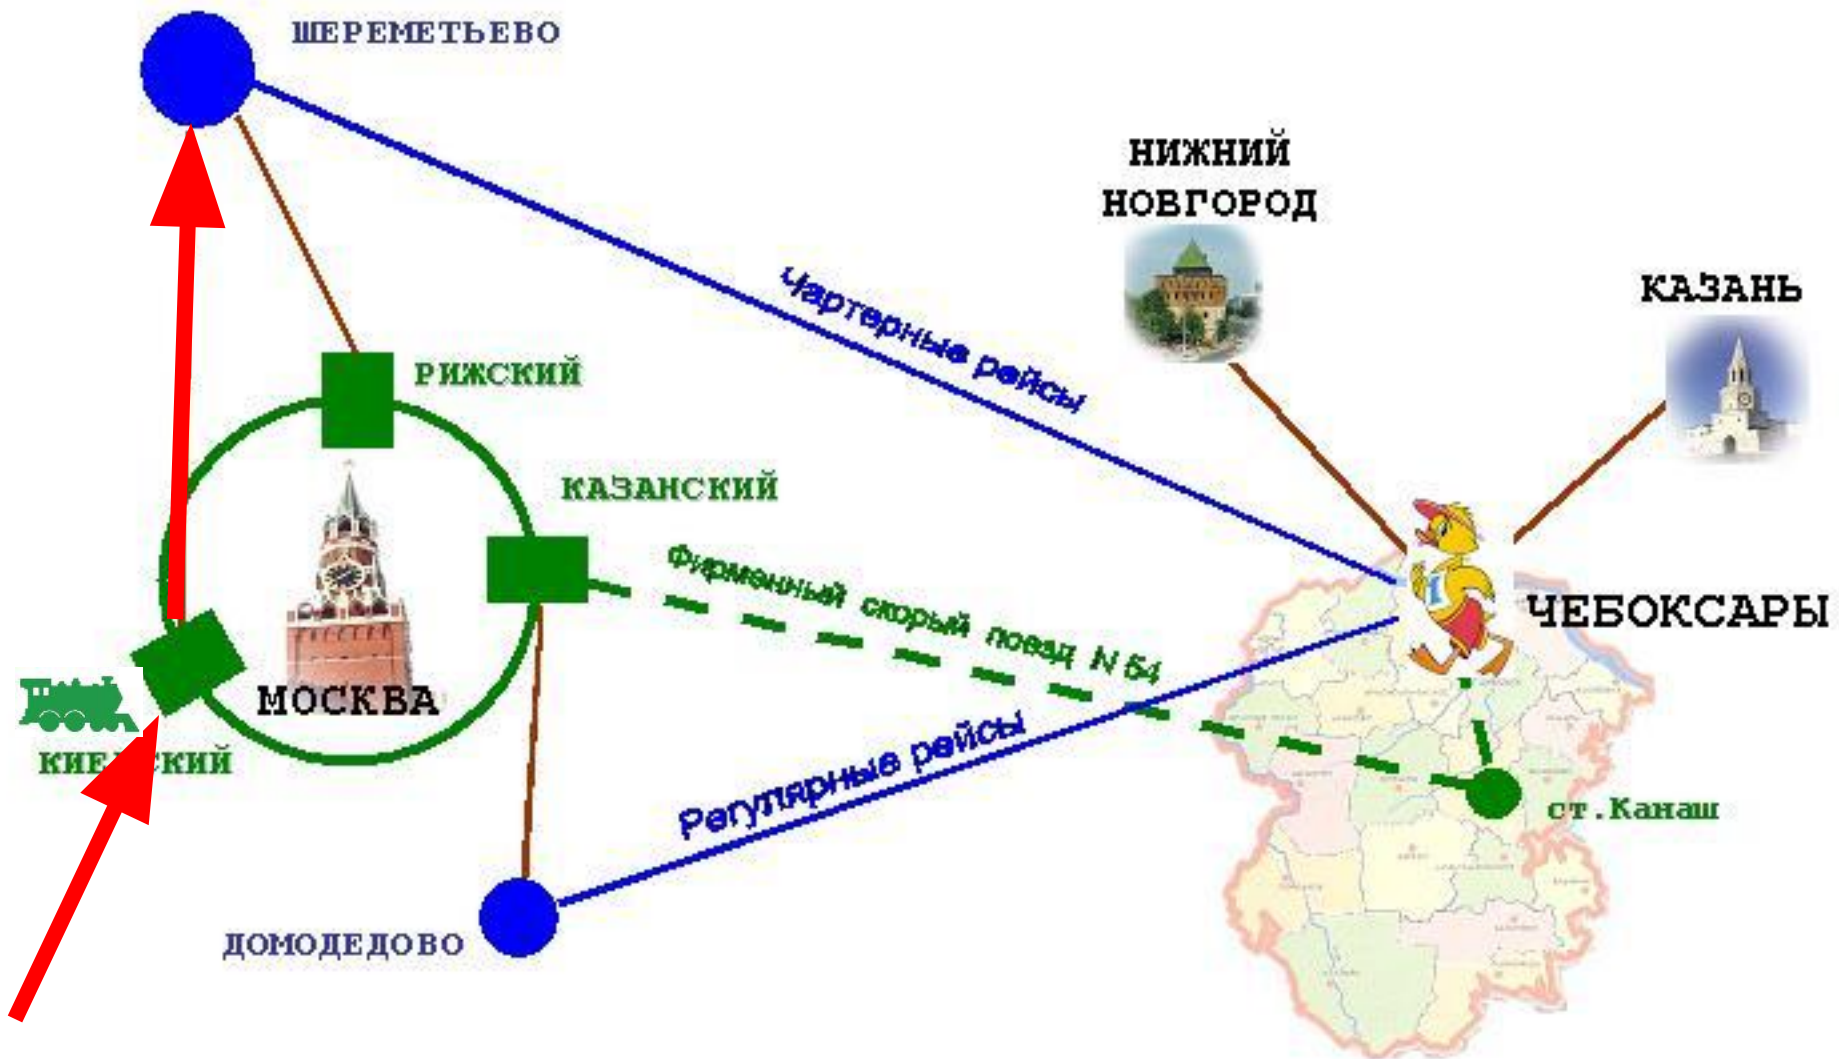 ШЕРЕМЕТЬЕВО
НИЖНИЙ
НОВГОРОД
КАЗАНЬ
Чартерные рейсы
РИЖСКИЙ
КАЗАНСКИЙ
Фирменный скорый поезд N 54
ЧЕБОКСАРЫ
МОСКВА
КИЕВСКИЙ
Регулярные рейсы
ст.Канаш
ДОМОДЕДОВО